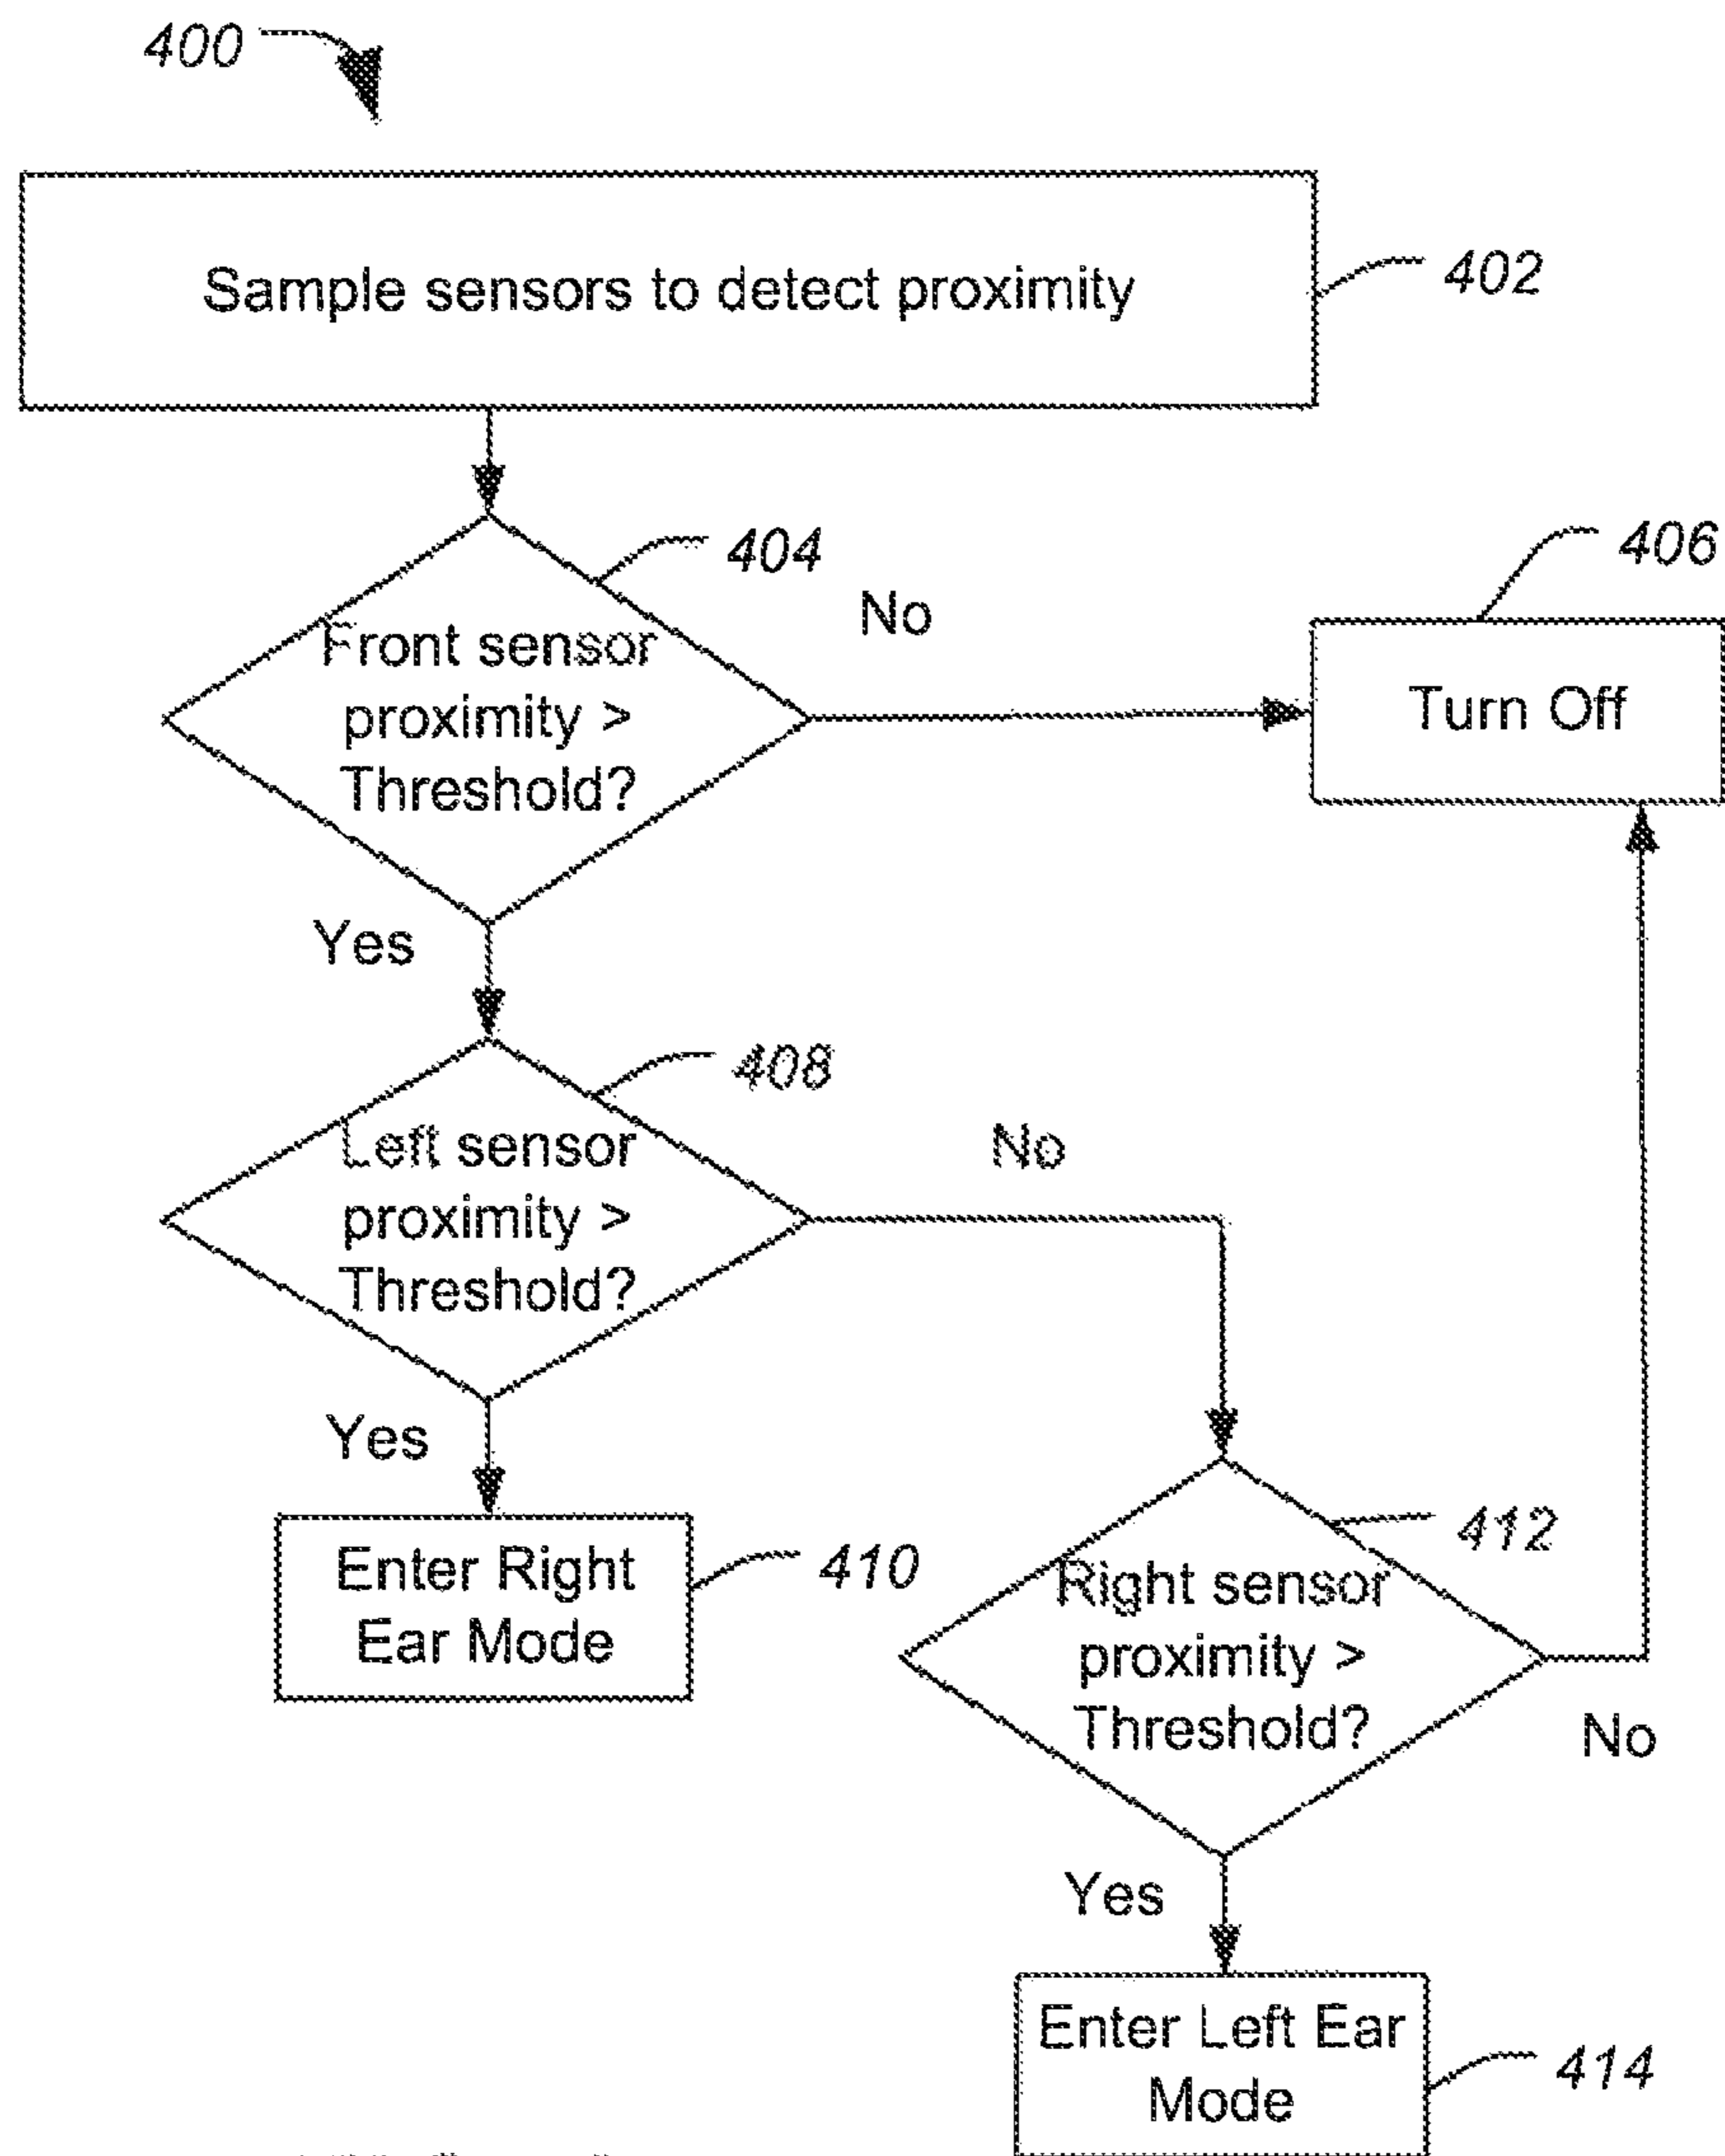 400
Sample sensors to detect proximity
402
404
No
406
Front sensor
proximity >
Threshold?
Turn Off
Yes
408
No
Left sensor
proximity >
Threshold?
Yes
412
Enter Right
Ear Mode
410
Right sensor
proximity >
Threshold?
No
Yes
Enter Left Ear
Mode
414